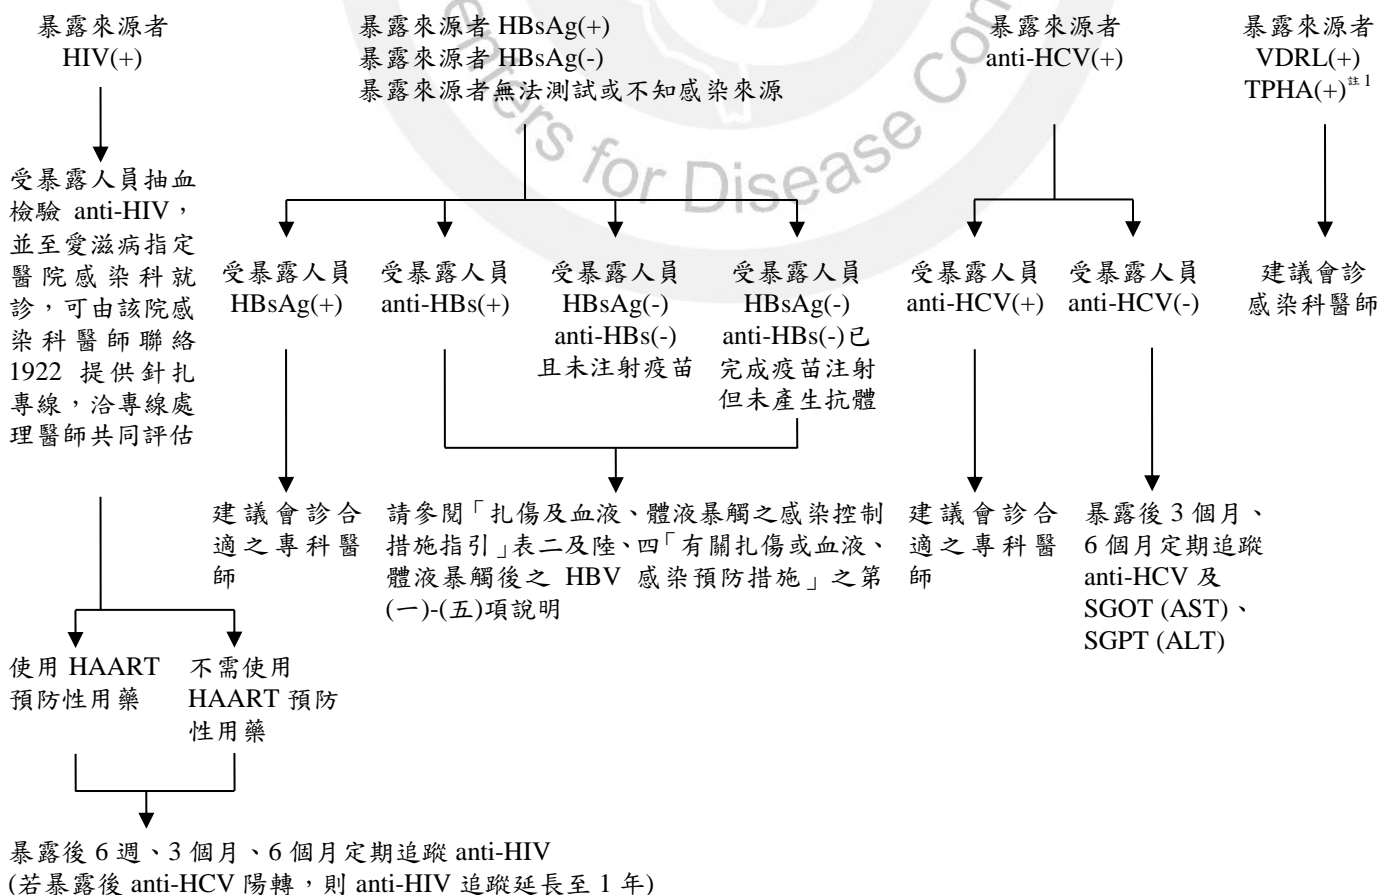 暴露來源者
HIV(+)
受暴露人員抽血
檢驗 anti-HIV,
並至愛滋病指定
醫院感染科就
診,可由該院感
染科醫師聯絡
1922 提供針扎
專線,洽專線處
理醫師共同評估
使用 HAART
預防性用藥
不需使用
HAART 預防
性用藥
暴露後 6 週、3 個月、6 個月定期追蹤 anti-HIV
(若暴露後 anti-HCV 陽轉,則 anti-HIV 追蹤延長至 1 年)
暴露來源者 HBsAg(+)
暴露來源者 HBsAg(-)
暴露來源者無法測試或不知感染來源
受暴露人員
HBsAg(+)
建議會診合
適之專科醫
師
受暴露人員
anti-HBs(+)
受暴露人員
HBsAg(-)
anti-HBs(-)
且未注射疫苗
受暴露人員
HBsAg(-)
anti-HBs(-)已
完成疫苗注射
但未產生抗體
請參閱「扎傷及血液、體液暴觸之感染控制
措施指引」表二及陸、四「有關扎傷或血液、
體液暴觸後之 HBV 感染預防措施」之第
(一)-(五)項說明
暴露來源者
anti-HCV(+)
受暴露人員
anti-HCV(+)
建議會診合
適之專科醫
師
受暴露人員
anti-HCV(-)
暴露後 3 個月、
6 個月定期追蹤
anti-HCV 及
SGOT (AST)、
SGPT (ALT)
暴露來源者
VDRL(+)
TPHA(+)註 1
建議會診
感染科醫師
enters for Disease Con